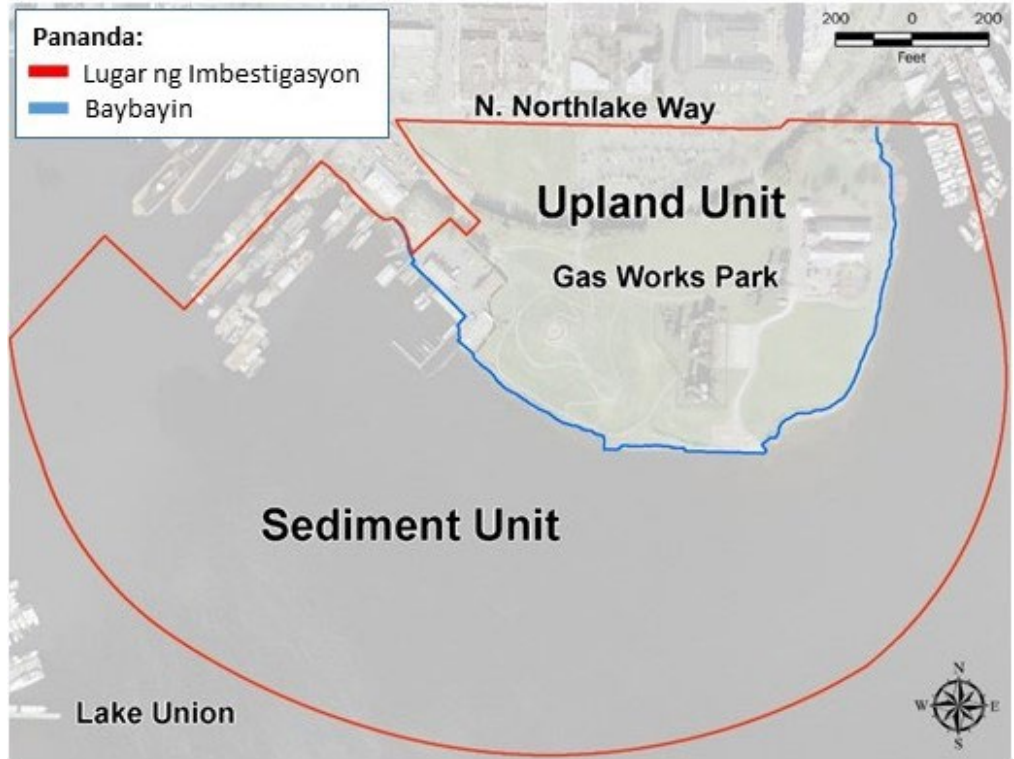 Pananda:
Lugar ng Imbestigasyon
Baybayin
200 0 200
Feet
N. Northlake Way
Upland Unit
Gas Works Park
Sediment Unit
Lake Union
N
W E
S